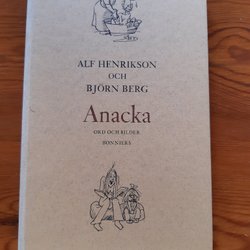 ALF HENRIKSON
OCH
BJÖRN BERG
Anacka
ORD OCH BILDER
BONNIERS